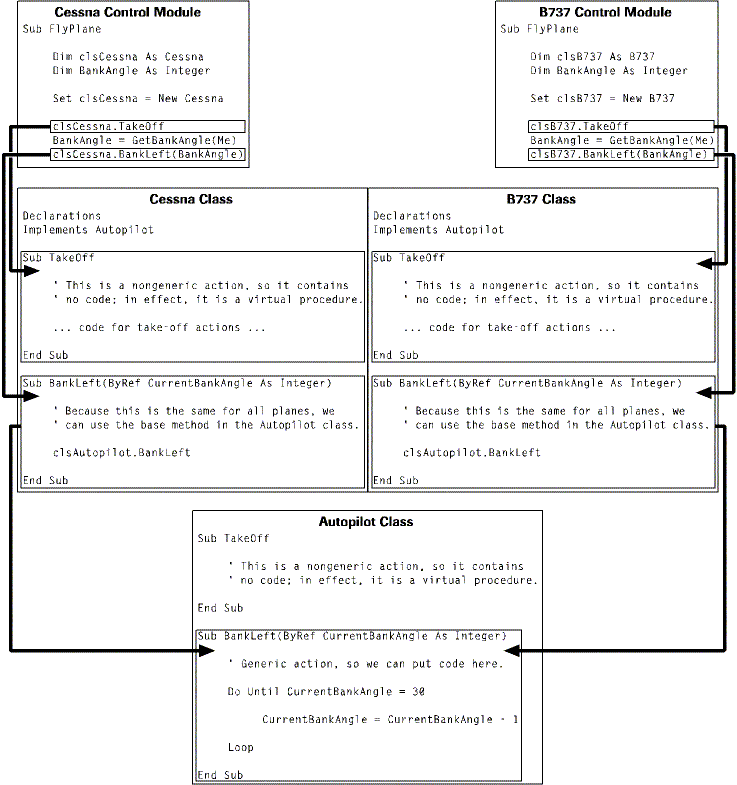 Cessna Control Module
Sub FlyPlane
Dim clsCessna As Cessna
Dim BankAngle As Integer
Set clsCessna = New Cessna
clsCessna.TakeOff
BankAngle = GetBankAngle(Me)
clsCessna.BankLeft(BankAngle)
B737 Control Module
Sub FlyPlane
Dim clsB737 As B737
Dim BankAngle As Integer
Set clsB737 = New B737
clsB737.TakeOff
BankAngle = GetBankAngle(Me)
clsB737.BankLeft(BankAngle)
Cessna Class
Declarations
Implements Autopilot
Sub TakeOff
' This is a nongeneric action, so it contains
' no code; in effect, it is a virtual procedure.
... code for take-off actions ...
End Sub
Sub BankLeft(ByRef CurrentBankAngle As Integer)
' Because this is the same for all planes, we
' can use the base method in the Autopilot class.
clsAutopilot.BankLeft
End Sub
B737 Class
Declarations
Implements Autopilot
Sub TakeOff
' This is a nongeneric action, so it contains
' no code; in effect, it is a virtual procedure.
... code for take-off actions ...
End Sub
Sub BankLeft(ByRef CurrentBankAngle As Integer)
' Because this is the same for all planes, we
' can use the base method in the Autopilot class.
clsAutopilot.BankLeft
End Sub
Autopilot Class
Sub TakeOff
' This is a nongeneric action, so it contains
' no code; in effect, it is a virtual procedure.
End Sub
Sub BankLeft(ByRef CurrentBankAngle As Integer)
' Generic action, so we can put code here.
Do Until CurrentBankAngle = 30
CurrentBankAngle = CurrentBankAngle - 1
Loop
End Sub